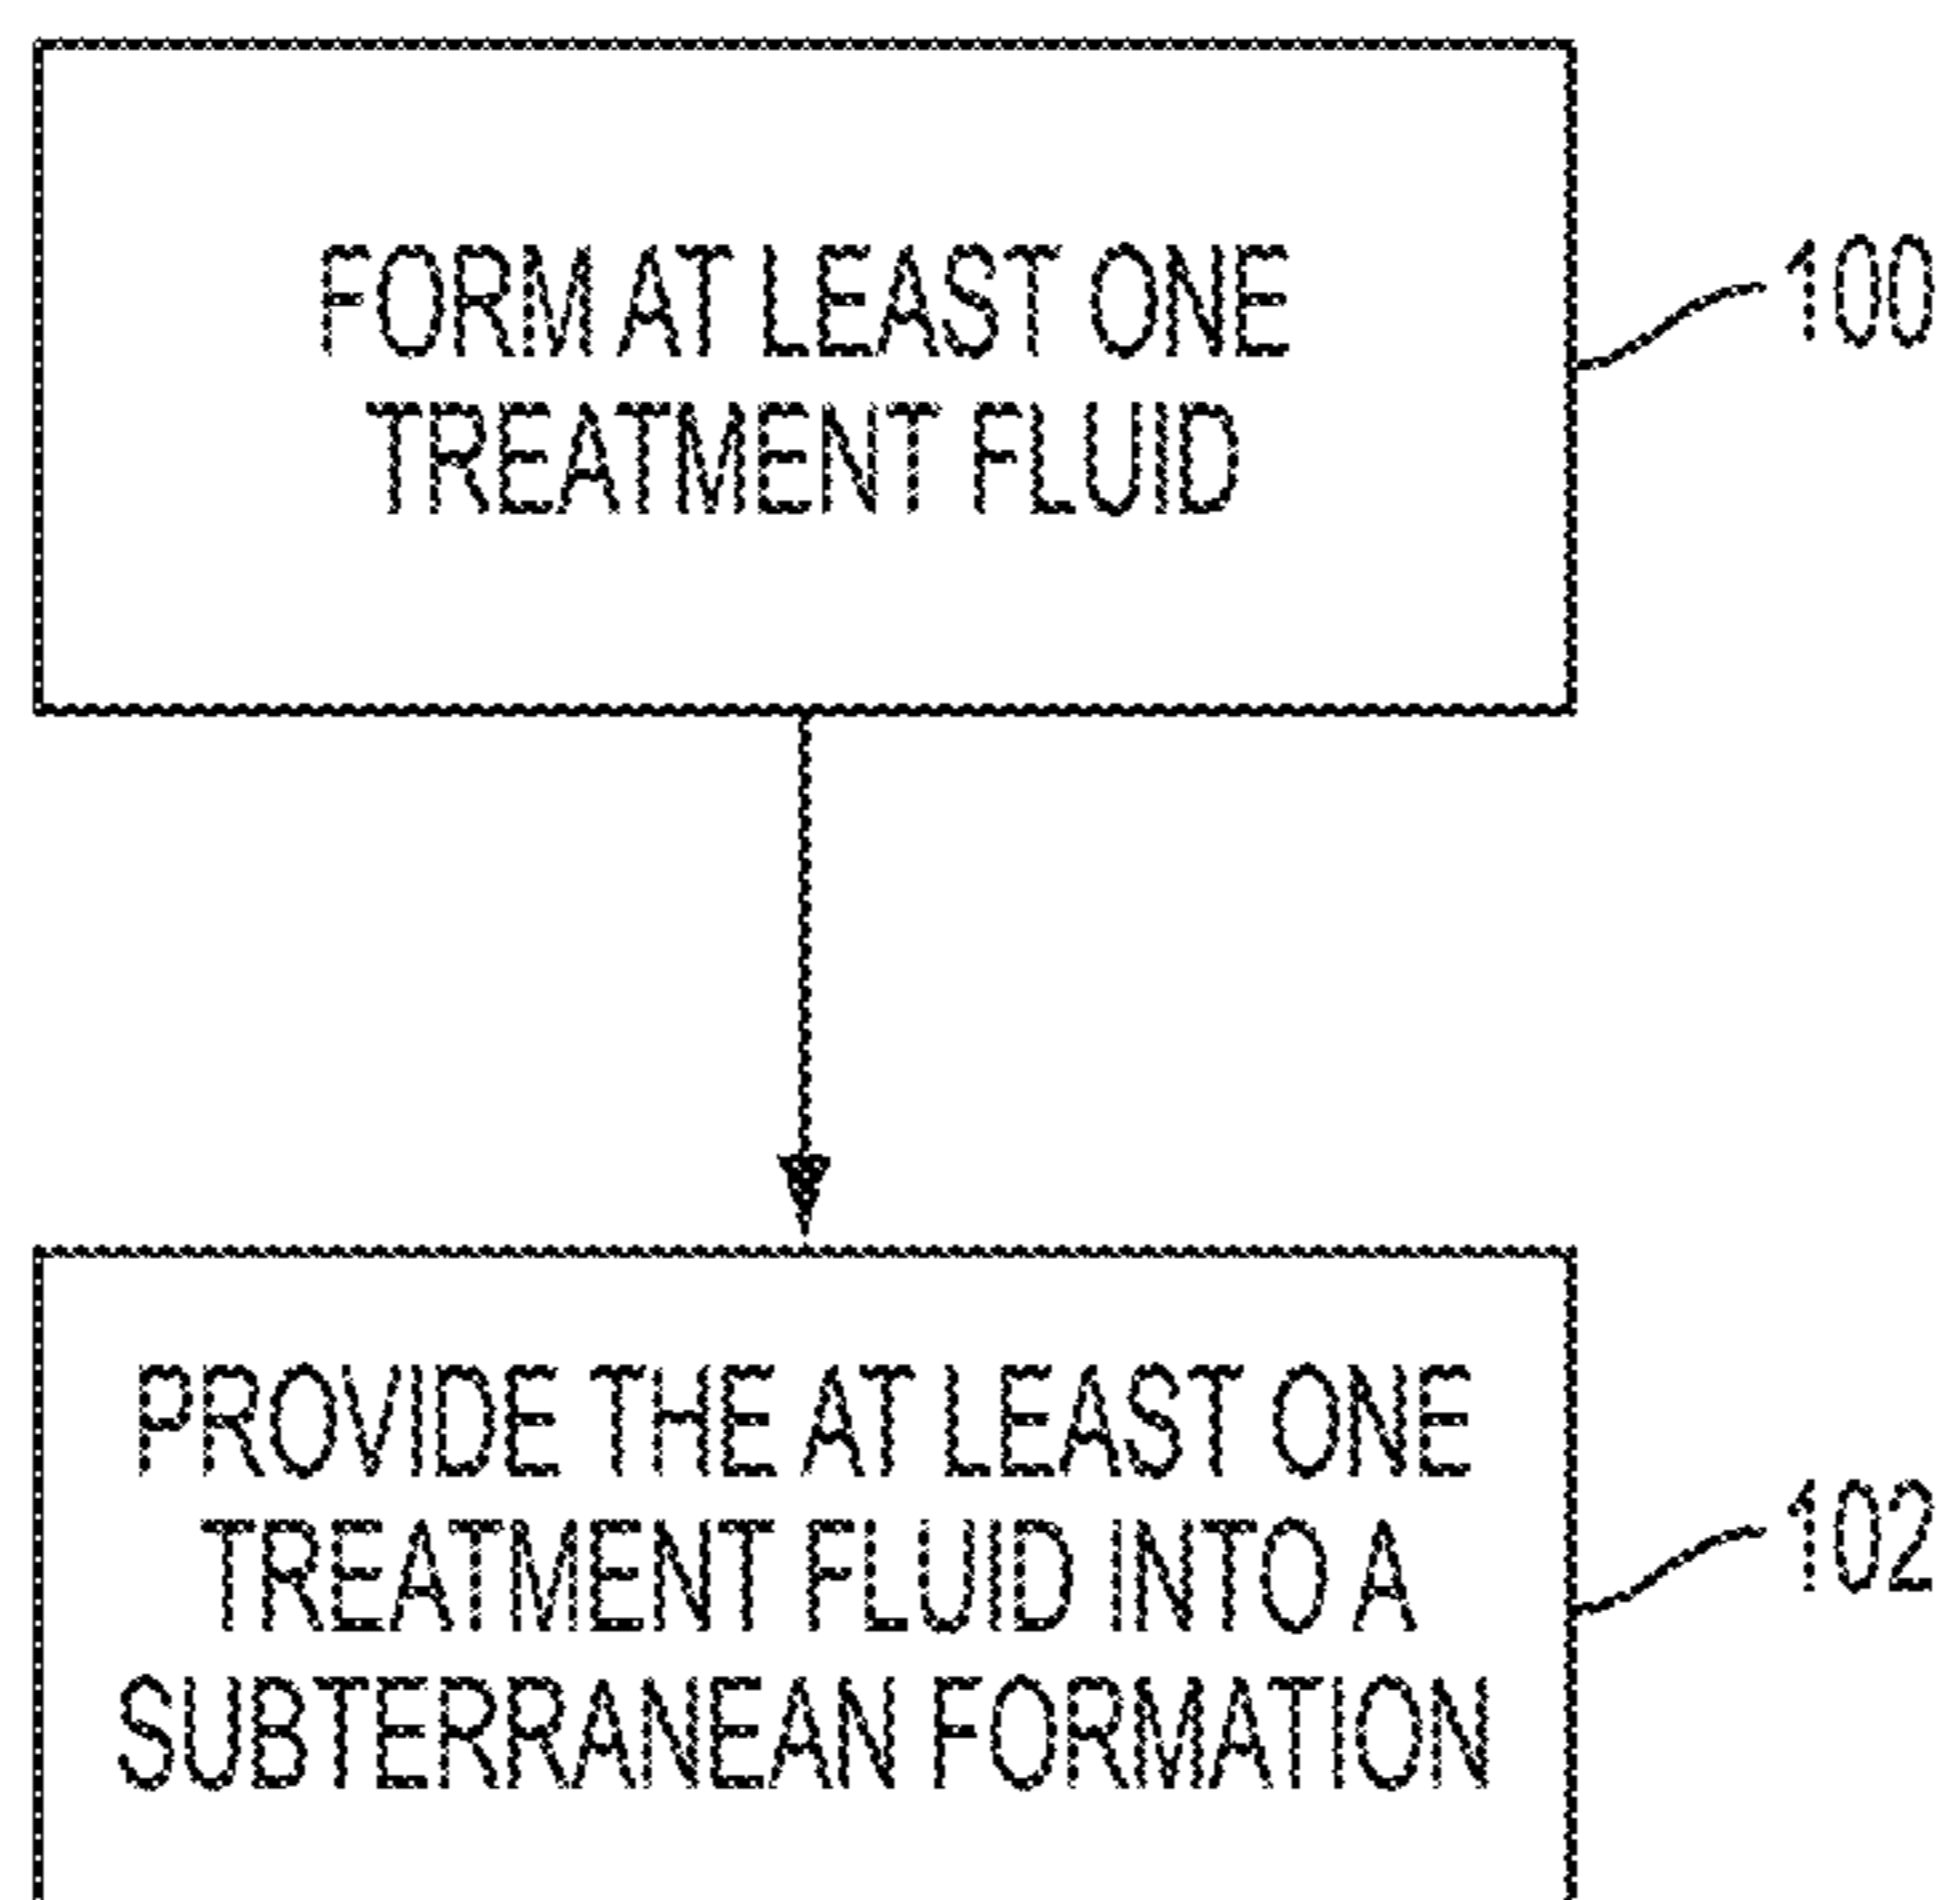 FORM AT LEAST ONE
TREATMENT FLUID
100
PROVIDE THE AT LEAST ONE
TREATMENT FLUID INTO A
SUBTERRANEAN FORMATION
102